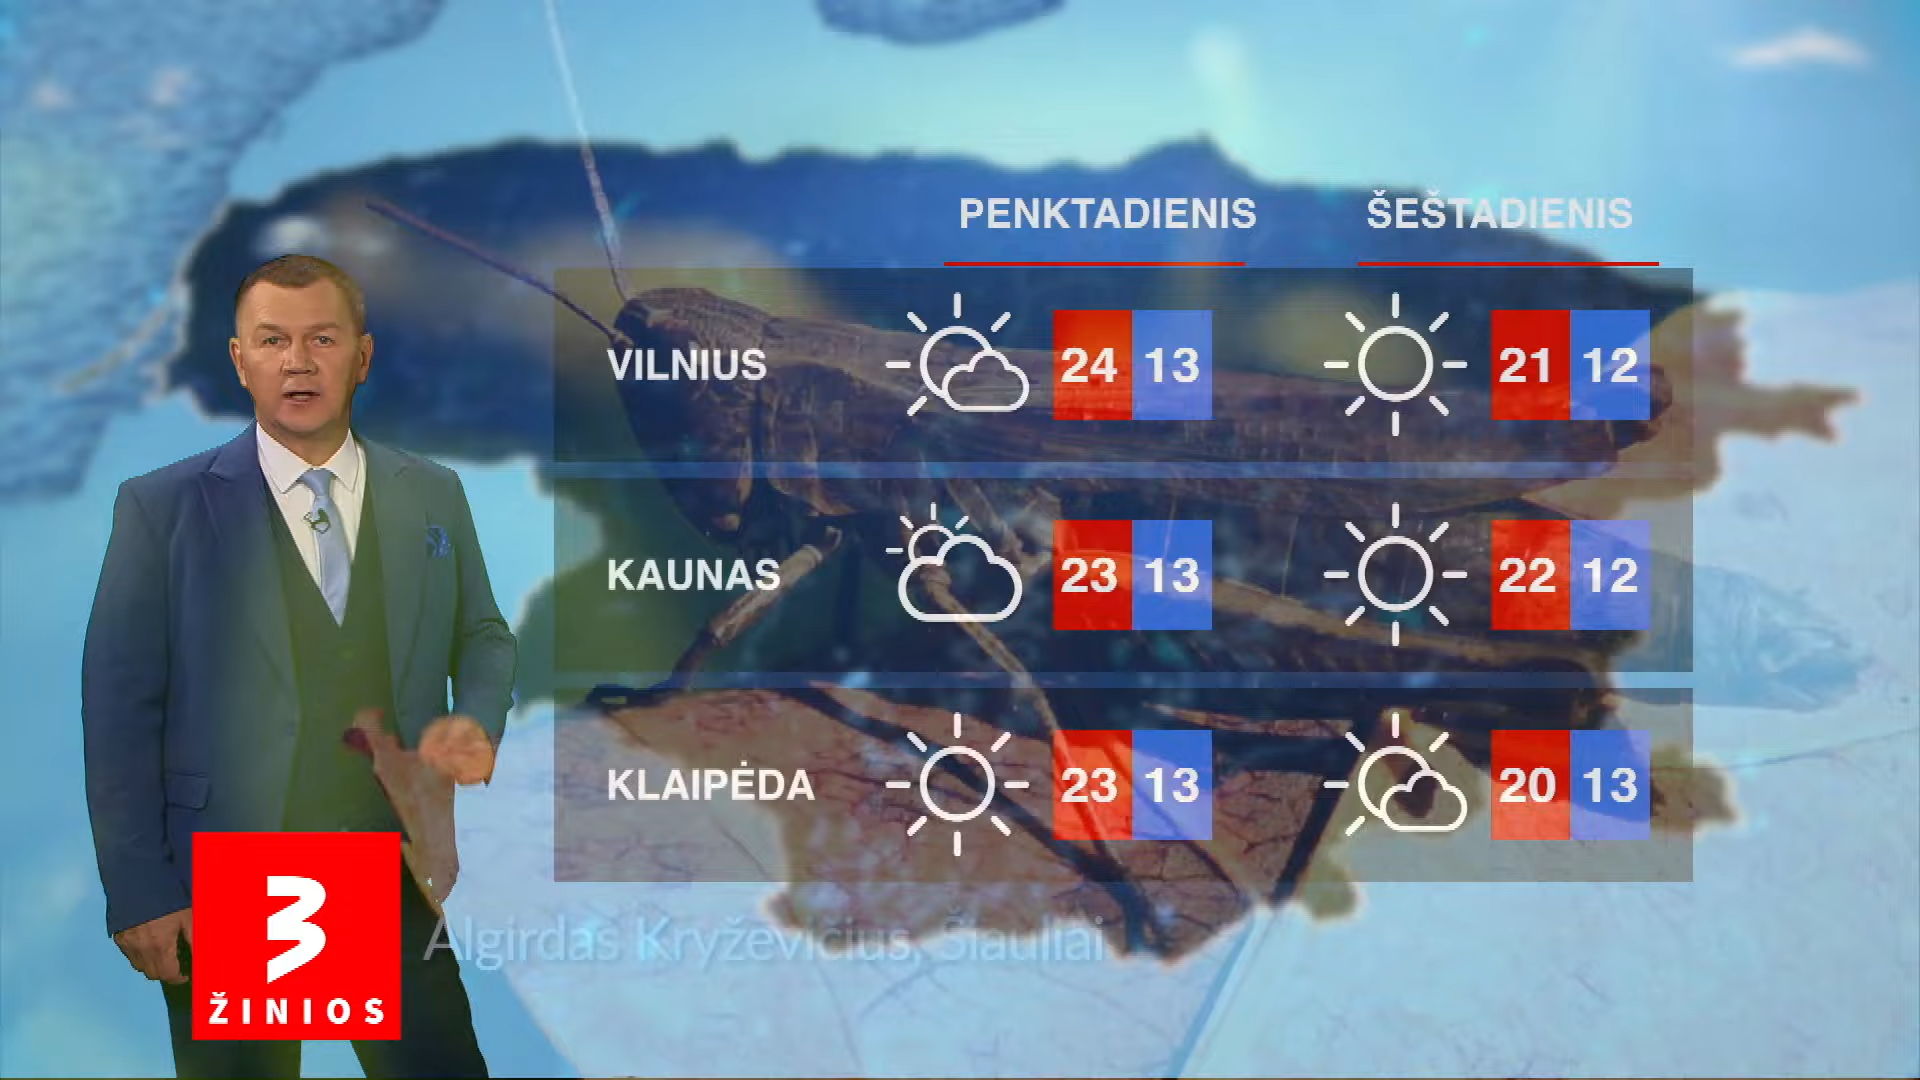 PENKTADIENIS ŠEŠTADIENIS
VILNIUS 24 13 21 12
KAUNAS 23 13 22 12
KLAIPĖDA 23 13 20 13
Algirdas Kryževičius, Šiauliai
3
ŽINIOS